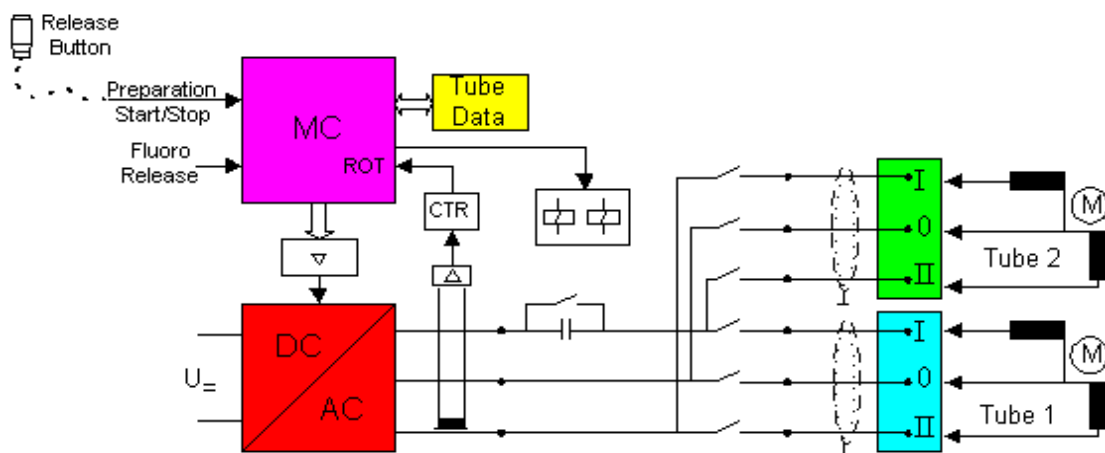 Release
Button
Preparation
Start/Stop
MC
Tube
Data
Fluoro
Release
ROT
CTR
I
0
II
M
Tube 2
DC
AC
U=
I
0
II
M
Tube 1